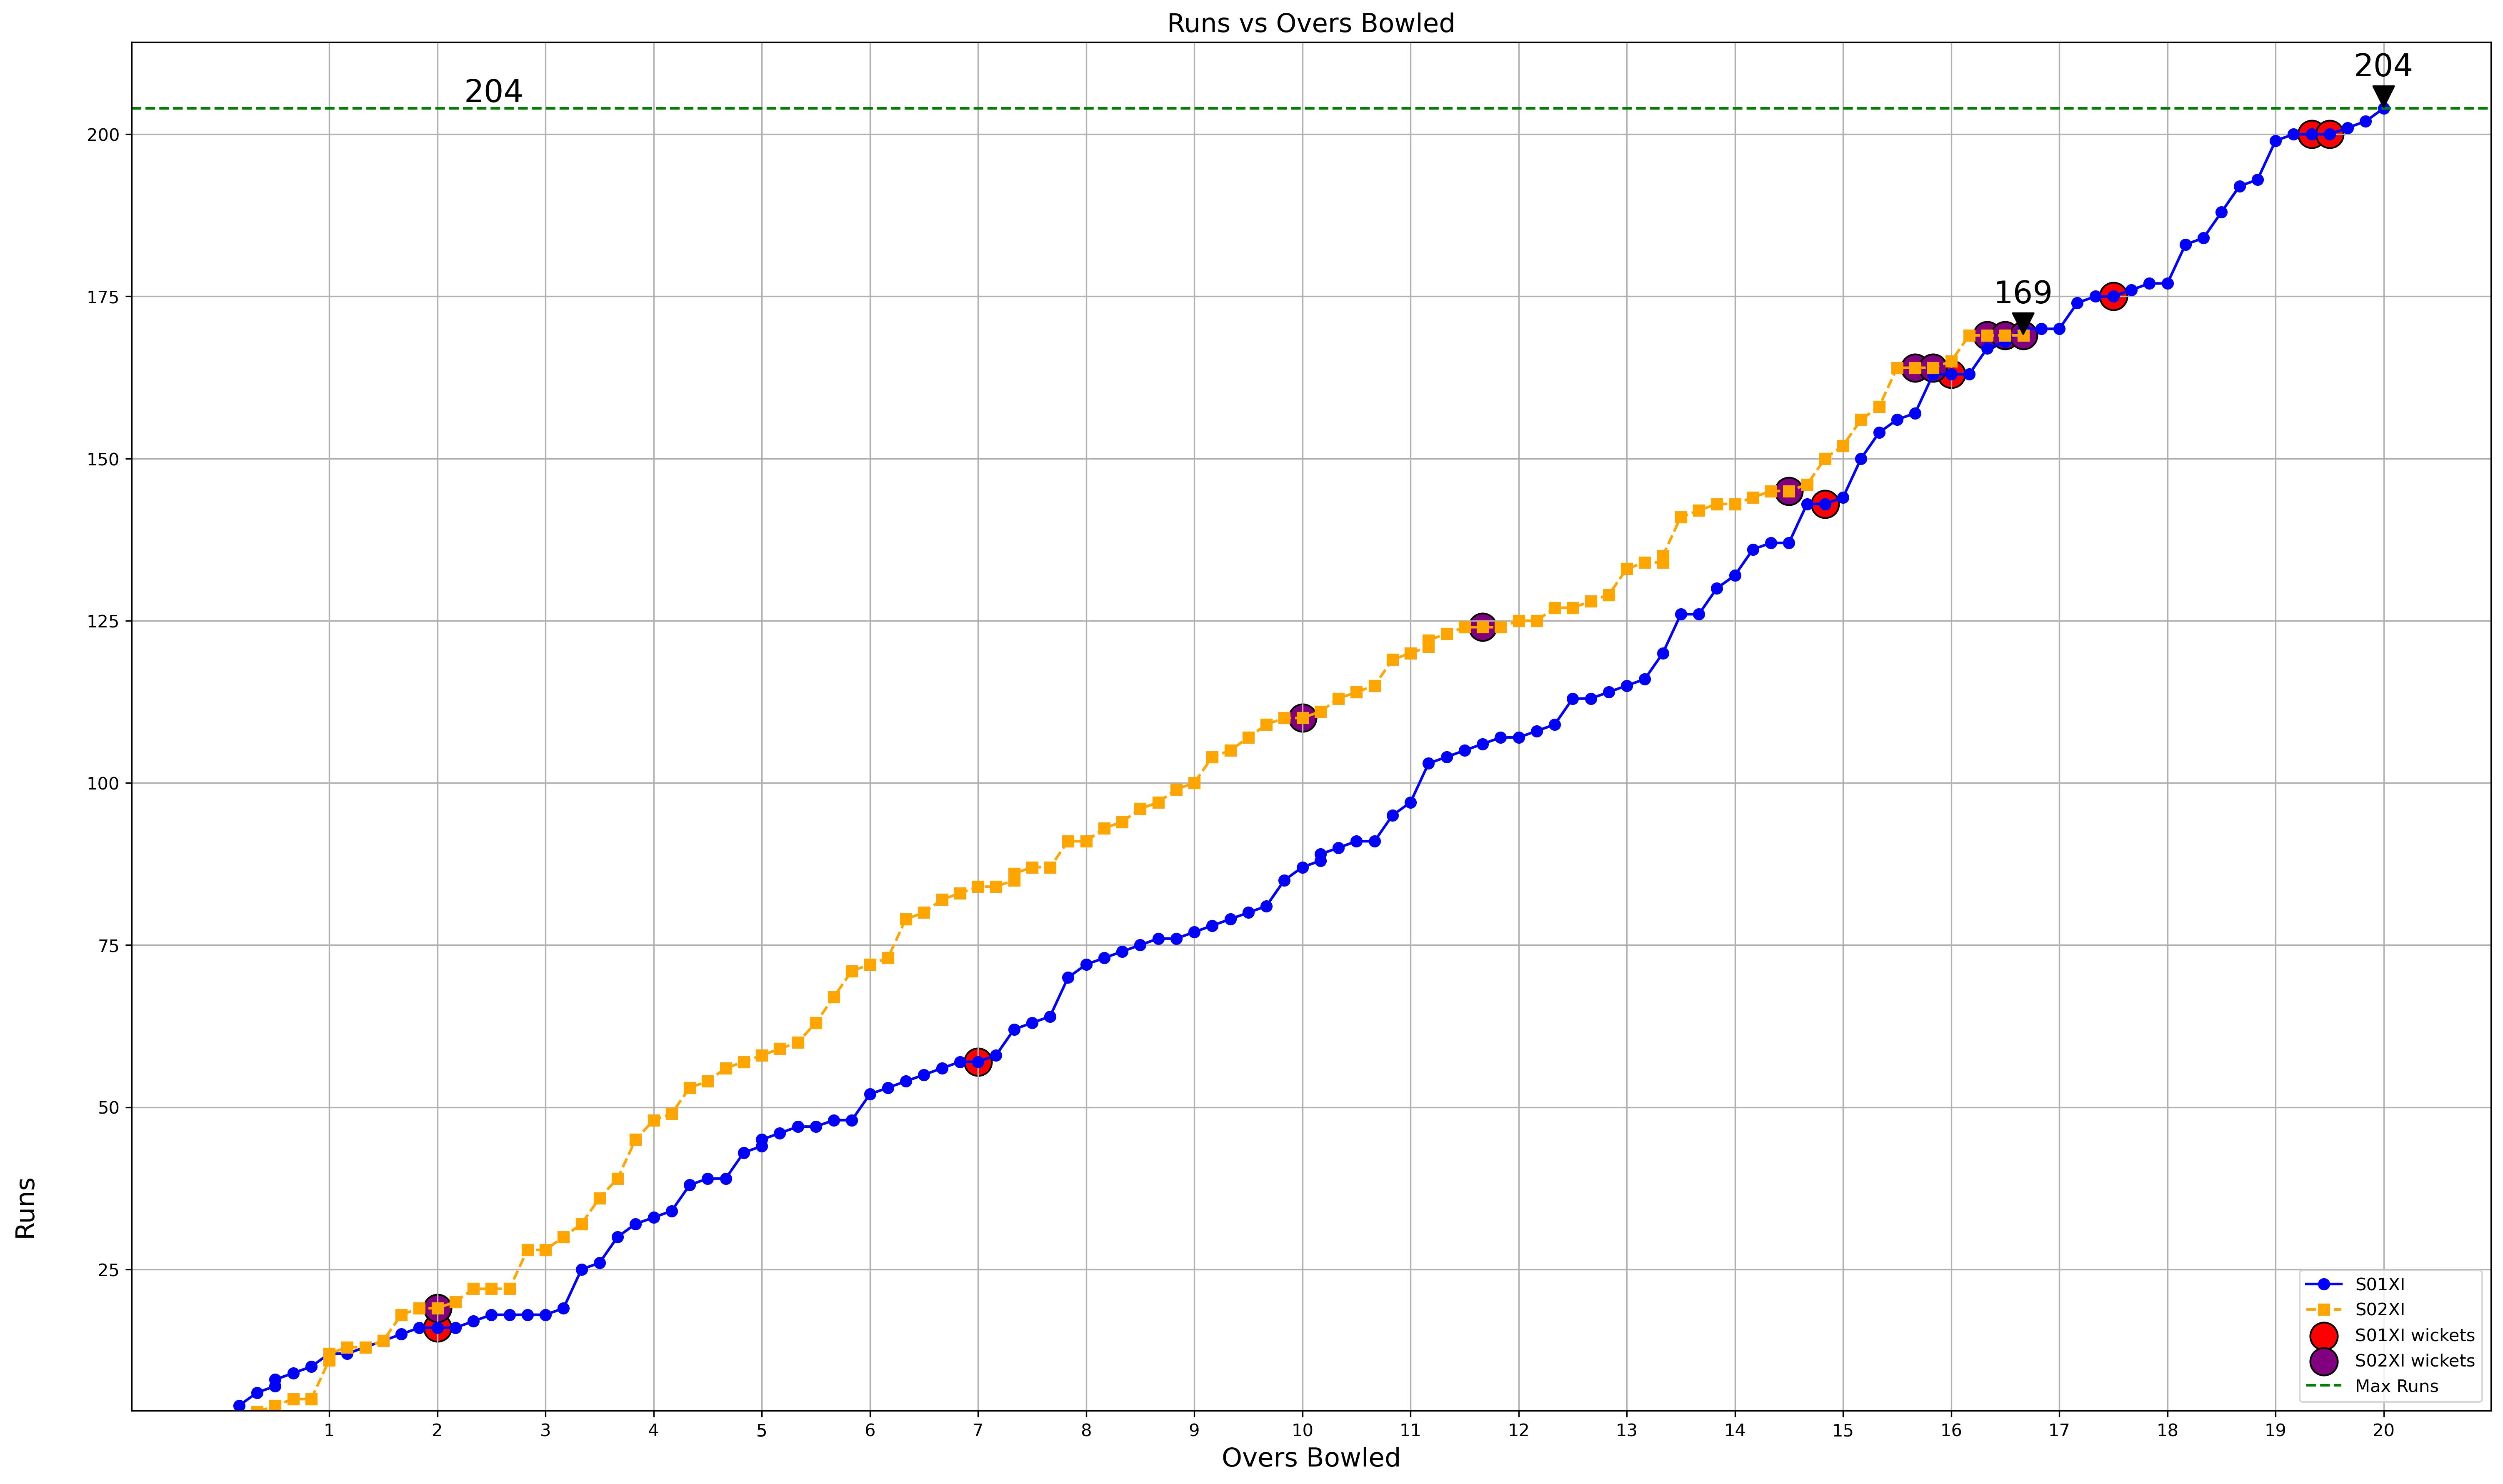 Runs vs Overs Bowled
204
204
200
175
169
150
125
100
75
50
25
Runs
S01XI
S02XI
S01XI wickets
S02XI wickets
Max Runs
1 2 3 4 5 6 7 8 9 10 11 12 13 14 15 16 17 18 19 20
Overs Bowled